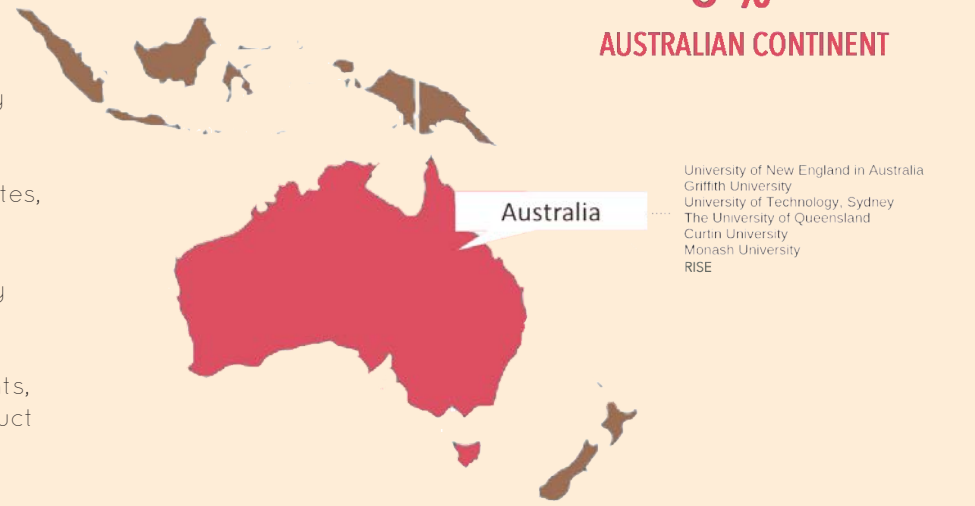 %
AUSTRALIAN CONTINENT
University of New England in Australia
Griffith University
University of Technology, Sydney
The University of Queensland
Curtin University
Monash University
RISE
Australia